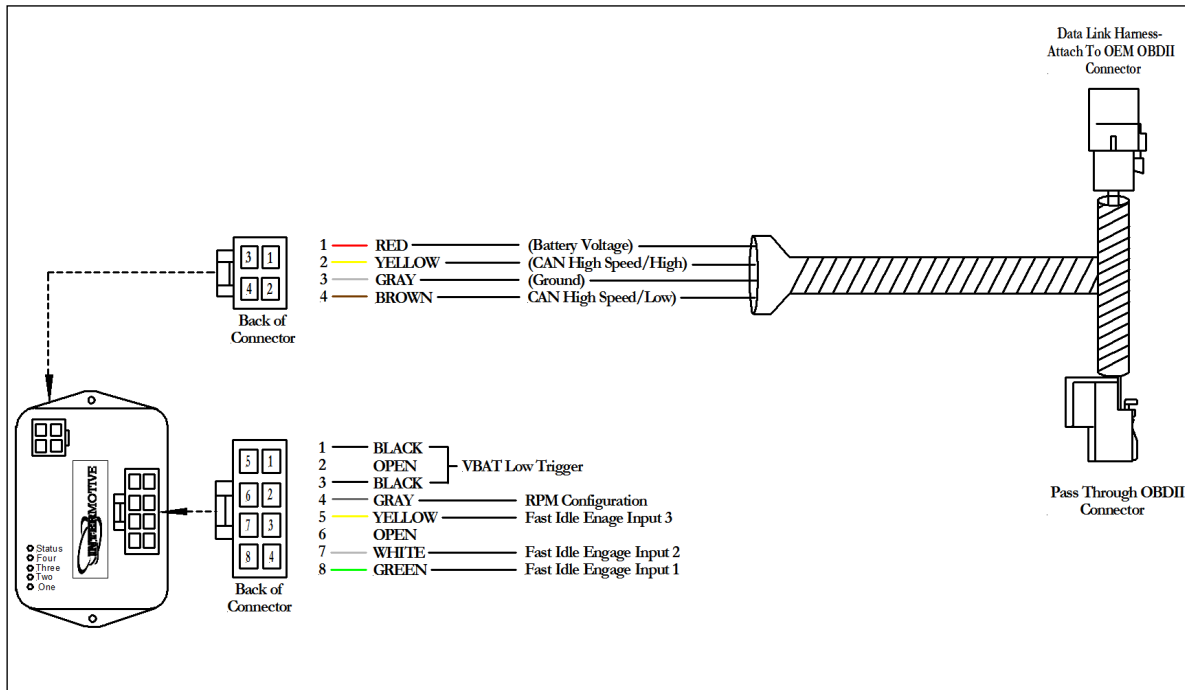 Data Link Harness-
Attach To OEM OBDII
Connector
3 1
4 2
Back of
Connector
1 RED (Battery Voltage)
2 YELLOW (CAN High Speed/High)
3 GRAY (Ground)
4 BROWN CAN High Speed/Low)
INTERMOTIVE
Status
Four
Three
Two
One
5 1
6 2
7 3
8 4
Back of
Connector
1 BLACK
2 OPEN VBAT Low Trigger
3 BLACK
4 GRAY RPM Configuration
5 YELLOW Fast Idle Enage Input 3
6 OPEN
7 WHITE Fast Idle Engage Input 2
8 GREEN Fast Idle Engage Input 1
Pass Through OBDII
Connector